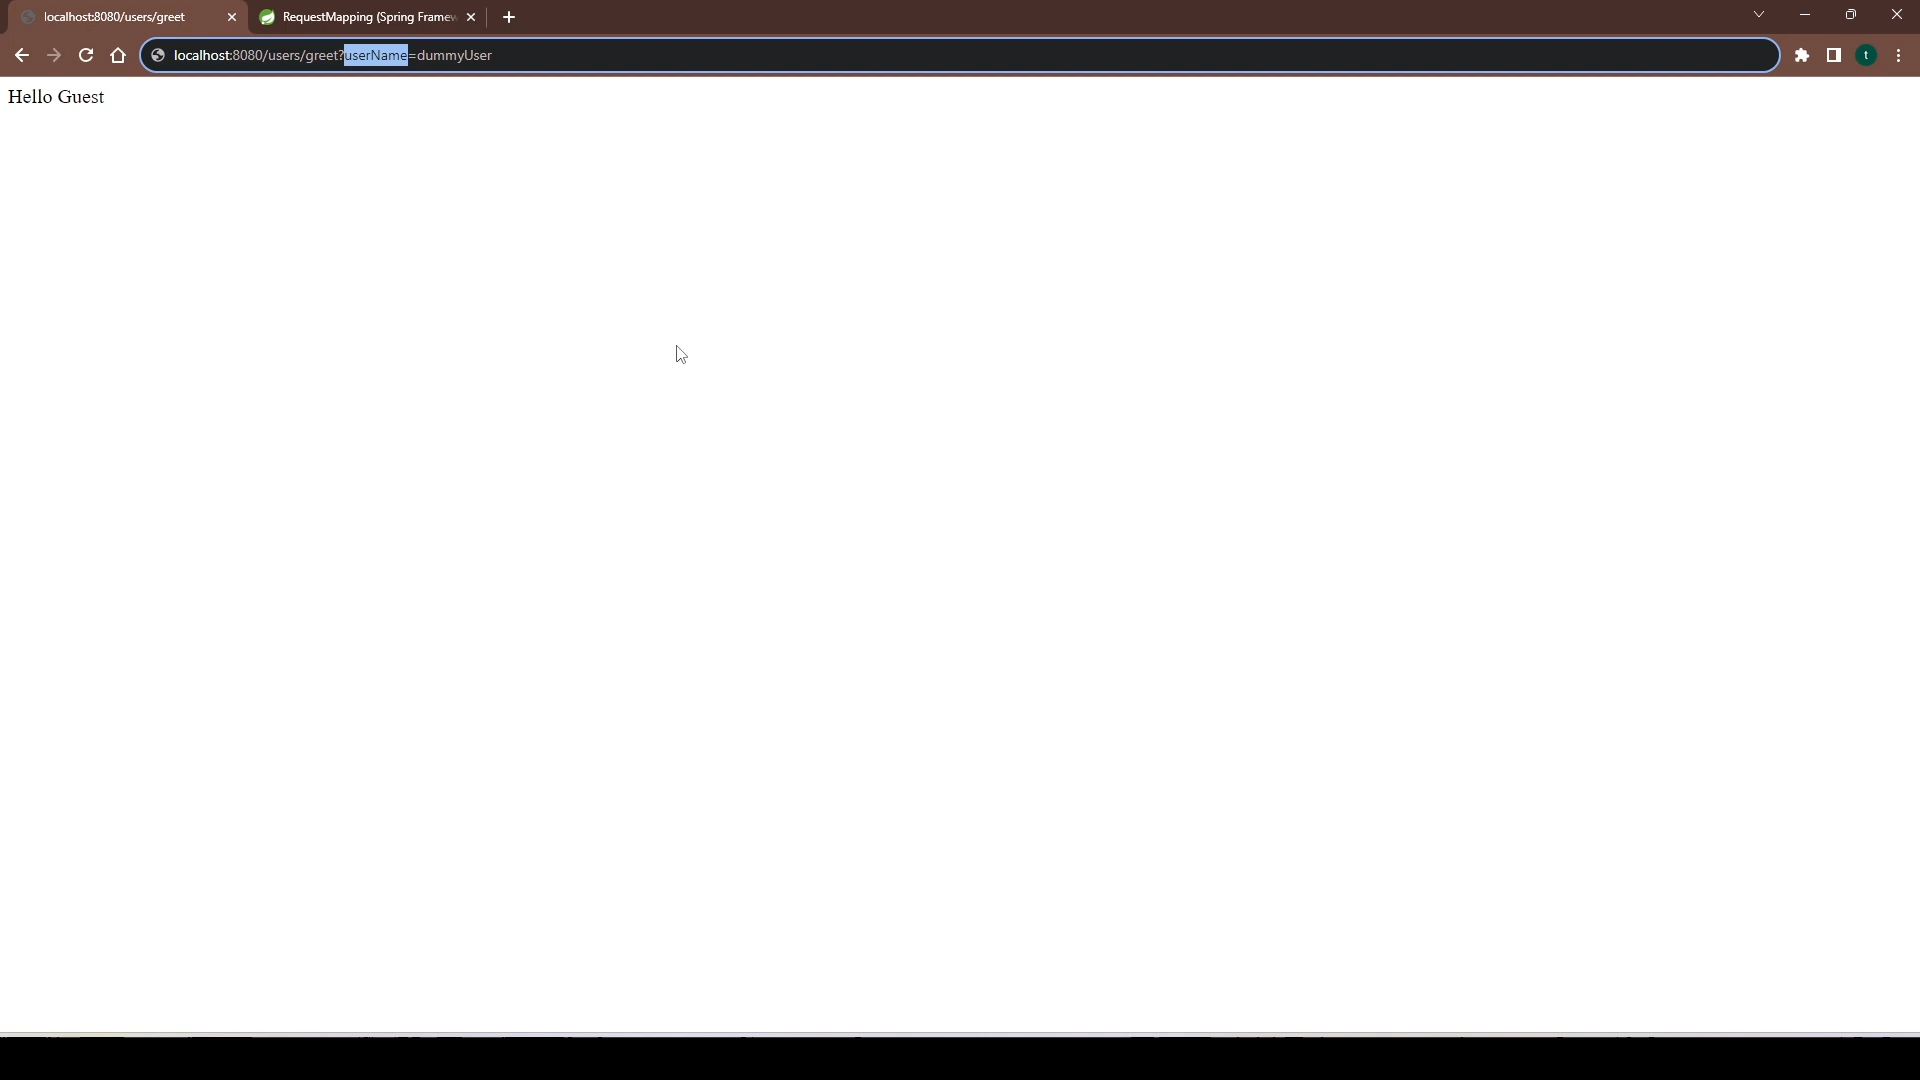 localhost:8080/users/greet
RequestMapping (Spring Framew
localhost:8080/users/greet?userName=dummyUser
t
Hello Guest